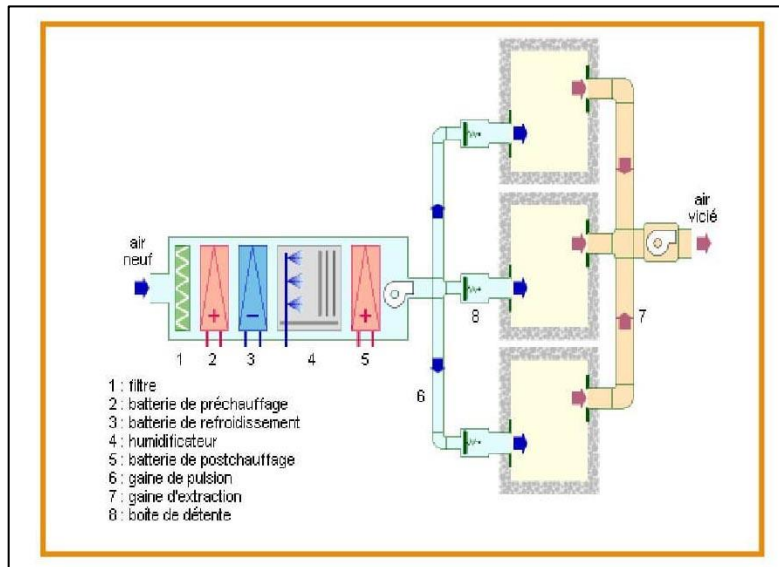 air
neuf
air
vicié
+
−
+
1 2 3 4 5
8
7
6
1 : filtre
2 : batterie de préchauffage
3 : batterie de refroidissement
4 : humidificateur
5 : batterie de postchauffage
6 : gaine de pulsion
7 : gaine d'extraction
8 : boîte de détente